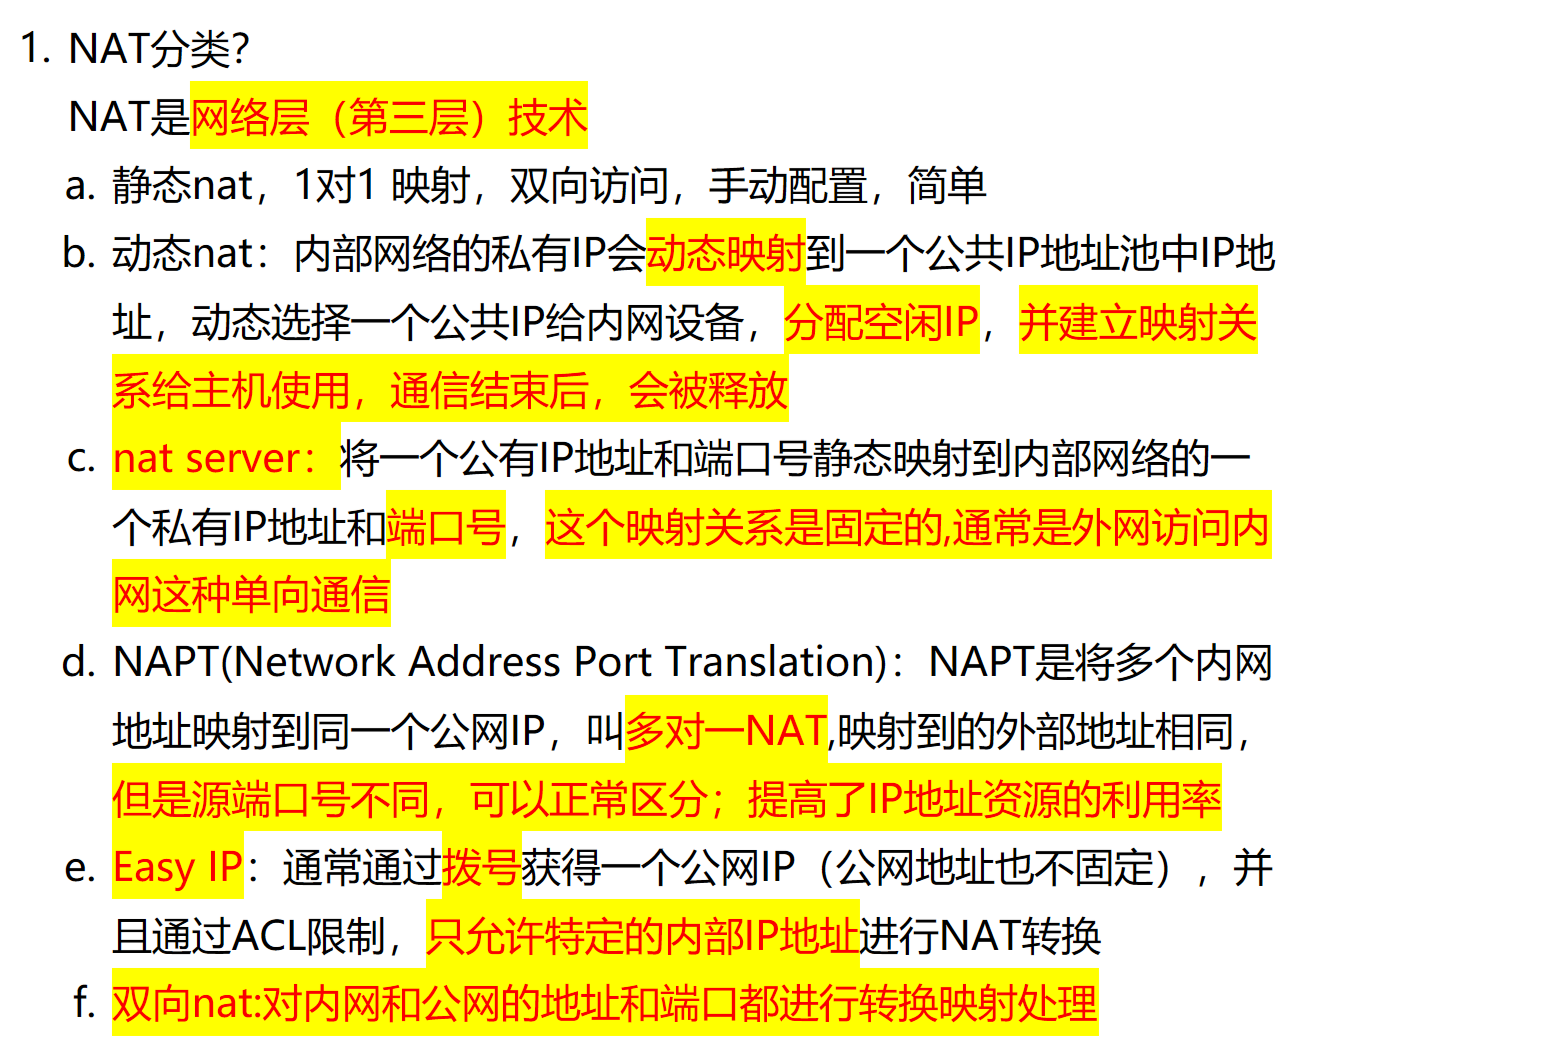 1. NAT分类?
NAT是网络层（第三层）技术
a. 静态nat，1对1 映射，双向访问，手动配置，简单
b. 动态nat：内部网络的私有IP会动态映射到一个公共IP地址池中IP地
址，动态选择一个公共IP给内网设备，分配空闲IP，并建立映射关
系给主机使用，通信结束后，会被释放
c. nat server：将一个公有IP地址和端口号静态映射到内部网络的一
个私有IP地址和端口号，这个映射关系是固定的,通常是外网访问内
网这种单向通信
d. NAPT(Network Address Port Translation)：NAPT是将多个内网
地址映射到同一个公网IP，叫多对一NAT,映射到的外部地址相同，
但是源端口号不同，可以正常区分；提高了IP地址资源的利用率
e. Easy IP：通常通过拨号获得一个公网IP（公网地址也不固定），并
且通过ACL限制，只允许特定的内部IP地址进行NAT转换
f. 双向nat:对内网和公网的地址和端口都进行转换映射处理